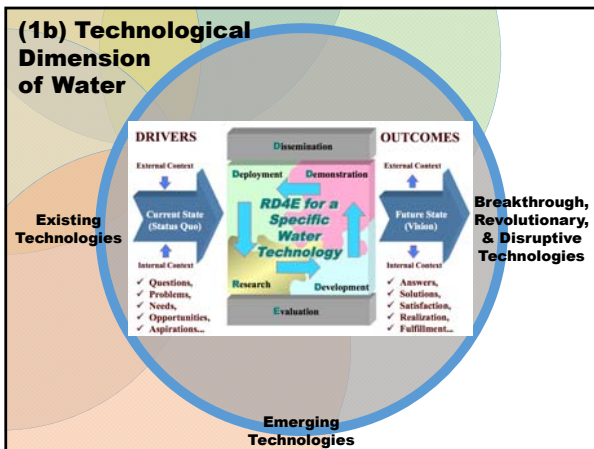 (1b) Technological
Dimension
of Water
DRIVERS
External Context
Current State
(Status Quo)
Internal Context
✓ Questions,
✓ Problems,
✓ Needs,
✓ Opportunities,
✓ Aspirations...
Dissemination
Deployment
Demonstration
RD4E for a
Specific
Water
Technology
Research
Development
Evaluation
OUTCOMES
External Context
Future State
(Vision)
Internal Context
✓ Answers,
✓ Solutions,
✓ Satisfaction,
✓ Realization,
✓ Fulfillment...
Existing
Technologies
Breakthrough,
Revolutionary,
& Disruptive
Technologies
Emerging
Technologies